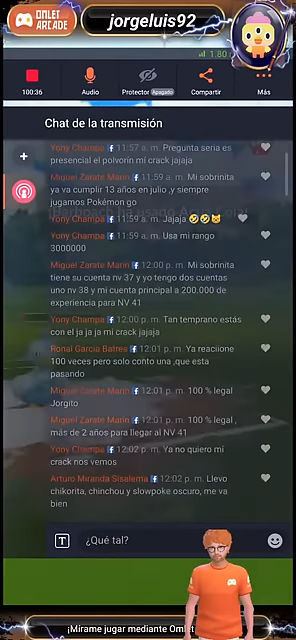 OMLET
ARCADE
jorgeluis92
1.80
100:36
Audio
Protector Apagado
Compartir
Más
Chat de la transmisión
Yony Champa 11:57 a. m. Pregunta seria es
presencial el polvorin mí crack jajaja
Miguel Zarate Marin 11:59 a. m. Mi sobrinita
ya va cumplir 13 años en julio ,y siempre
jugamos Pokémon go
Yony Champa 11:59 a. m. Jajaja 🤣🤣😸
Yony Champa 11:59 a. m. Usa mi rango
3000000
Miguel Zarate Marin 12:00 p. m. Mi sobrinita
tiene su cuenta nv 37 y yo tengo dos cuentas
uno nv 38 y mi cuenta principal a 200.000 de
experiencia para NV 41
Yony Champa 12:00 p. m. Tan temprano estás
con el ja ja ja mí crack jajaja
Ronal Garcia Batres 12:01 p. m. Ya reaciione
100 veces pero solo conto una ,que esta
pasando
Miguel Zarate Marin 12:01 p. m. 100 % legal
Jorgito
Miguel Zarate Marin 12:01 p. m. 100 % legal ,
más de 2 años para llegar al NV 41
Yony Champa 12:02 p. m. Ya no quiero mí
crack nos vemos
Arturo Miranda Sisalema 12:02 p. m. Llevo
chikorita, chinchou y slowpoke oscuro, me va
bien
T
¿Qué tal?
¡Mírame jugar mediante Omlet